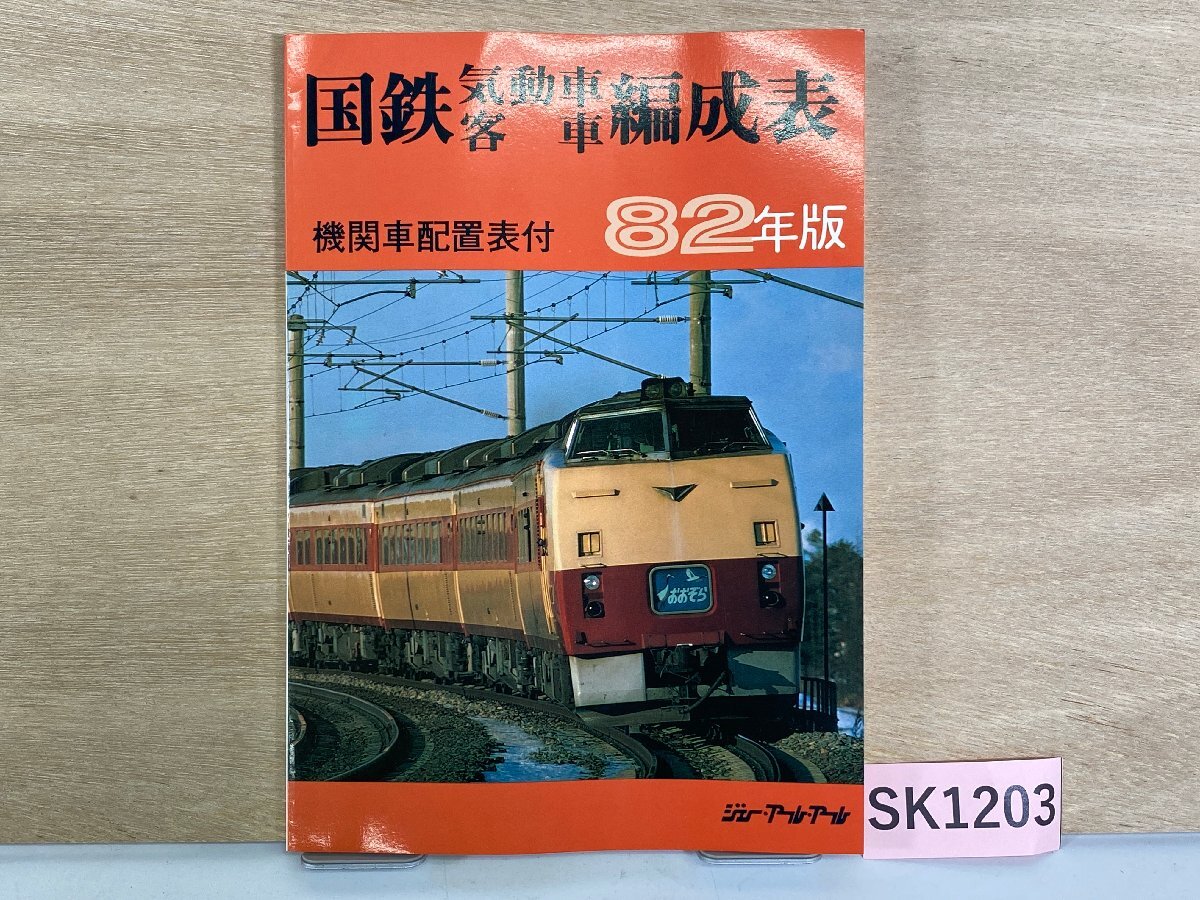 国鉄気動車客車編成表
機関車配置表付
82年版
おおぞら
ジェー・アール・アール
SK1203